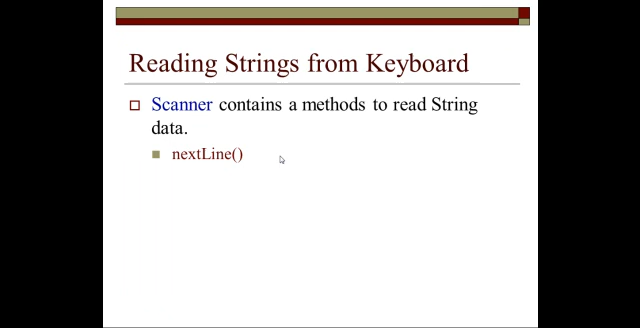 Reading Strings from Keyboard
Scanner contains a methods to read String
data.
nextLine()